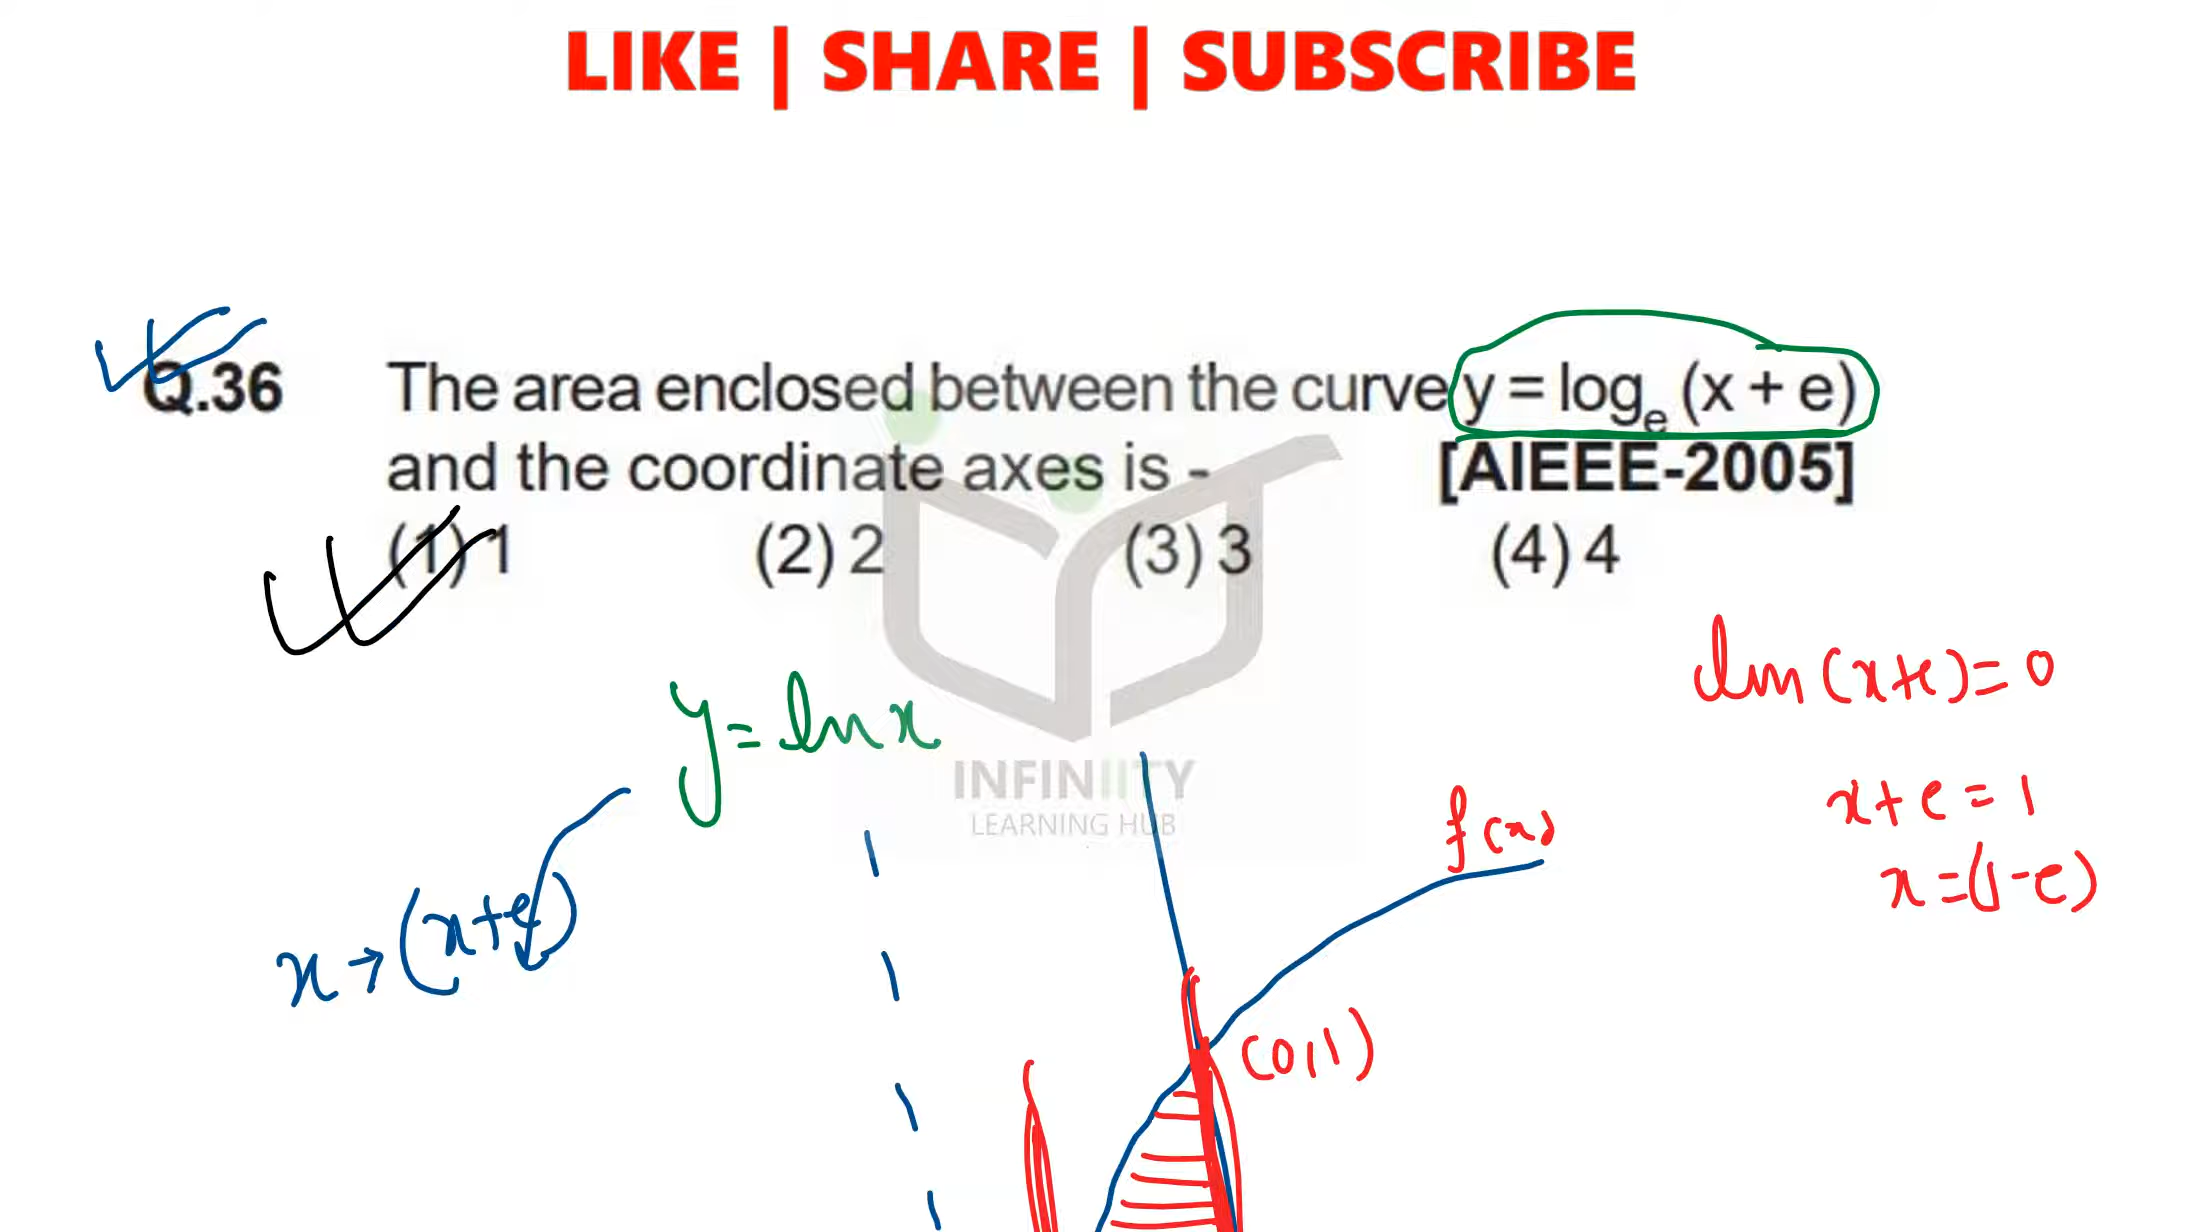 LIKE | SHARE | SUBSCRIBE
Q.36 The area enclosed between the curve y = logₑ (x + e)
and the coordinate axes is - [AIEEE-2005]
(1) 1 (2) 2 (3) 3 (4) 4
ln (x+e) = 0
y = ln x
INFINIITY
LEARNING HUB
x+e = 1
f(x)
x = (1-e)
x → (x+e)
(0,1)